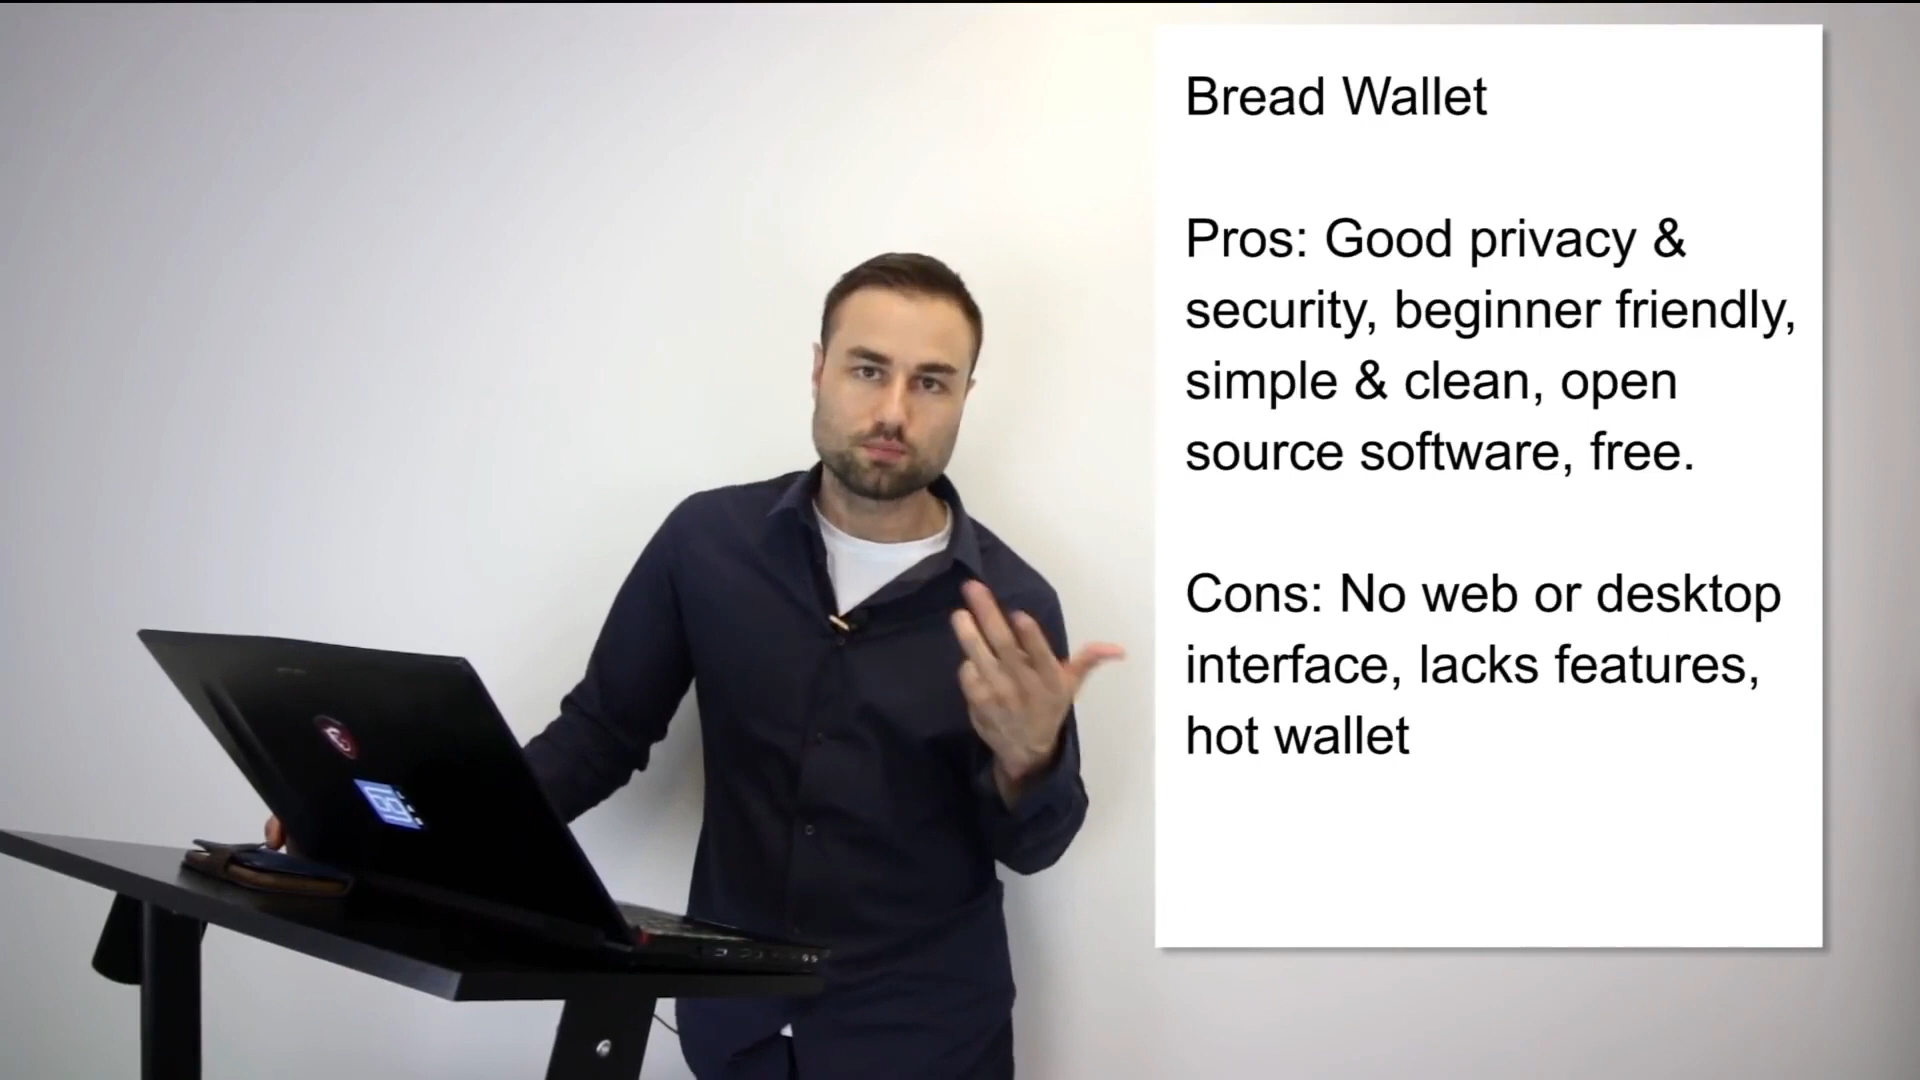 Bread Wallet
Pros: Good privacy &
security, beginner friendly,
simple & clean, open
source software, free.
Cons: No web or desktop
interface, lacks features,
hot wallet